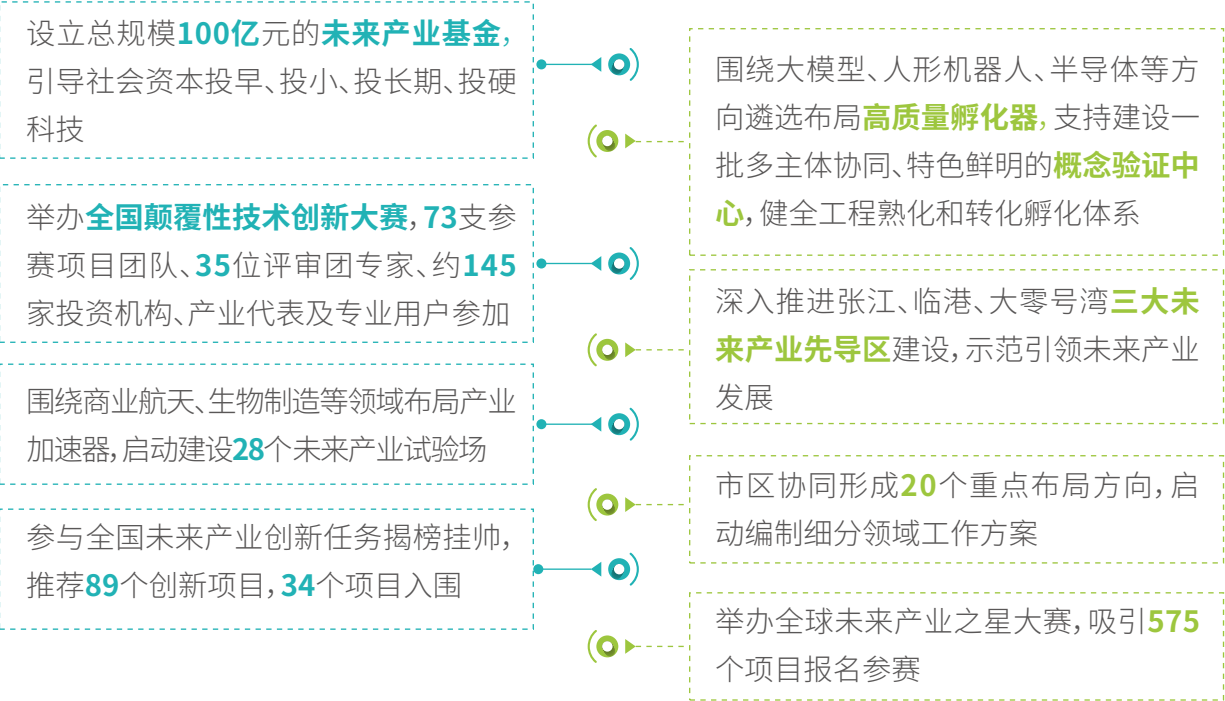 设立总规模100亿元的未来产业基金，
引导社会资本投早、投小、投长期、投硬
科技
围绕大模型、人形机器人、半导体等方
向遴选布局高质量孵化器，支持建设一
批多主体协同、特色鲜明的概念验证中
心，健全工程熟化和转化孵化体系
举办全国颠覆性技术创新大赛，73支参
赛项目团队、35位评审团专家、约145
家投资机构、产业代表及专业用户参加
深入推进张江、临港、大零号湾三大未
来产业先导区建设，示范引领未来产业
发展
围绕商业航天、生物制造等领域布局产业
加速器，启动建设28个未来产业试验场
市区协同形成20个重点布局方向，启
动编制细分领域工作方案
参与全国未来产业创新任务揭榜挂帅，
推荐89个创新项目，34个项目入围
举办全球未来产业之星大赛，吸引575
个项目报名参赛